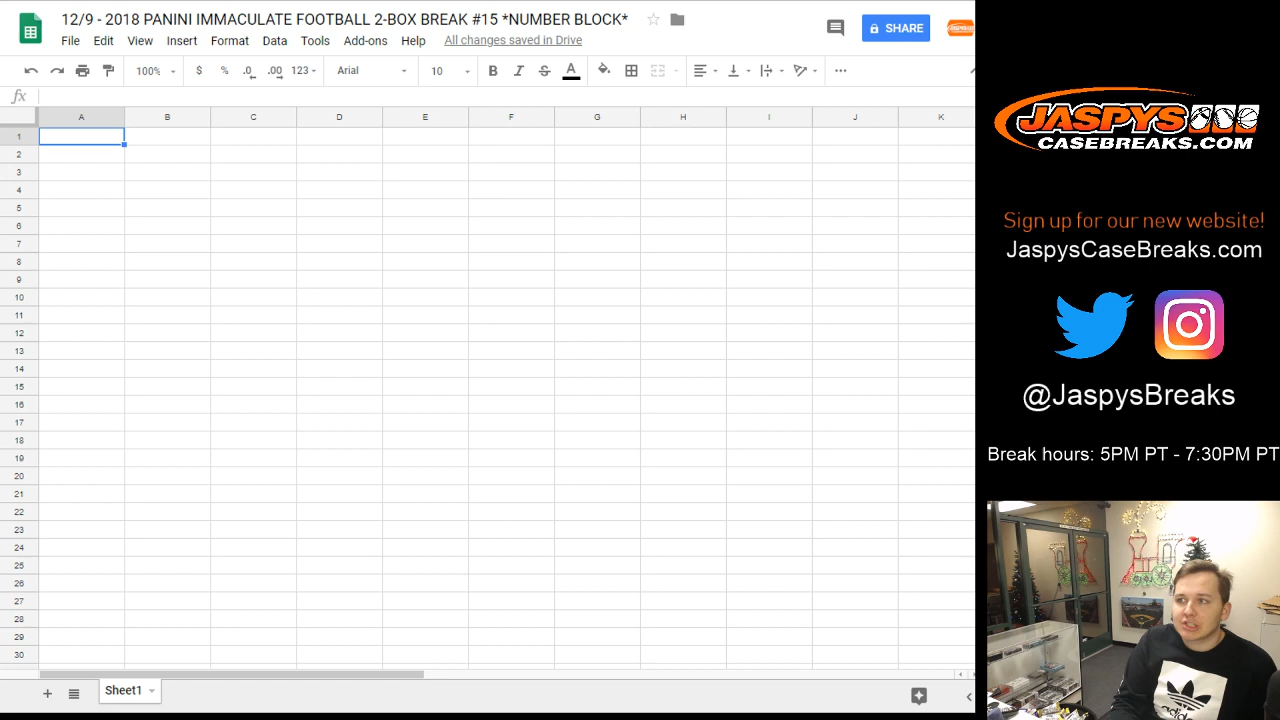 12/9 - 2018 PANINI IMMACULATE FOOTBALL 2-BOX BREAK #15 *NUMBER BLOCK*
File Edit View Insert Format Data Tools Add-ons Help All changes saved in Drive
SHARE
100% $ % .0 .00 123 Arial 10 B I S A
fx
A B C D E F G H I J K
1
2
3
4
5
6
7
8
9
10
11
12
13
14
15
16
17
18
19
20
21
22
23
24
25
26
27
28
29
30
Sheet1
JASPYS
CASEBREAKS.COM
Sign up for our new website!
JaspysCaseBreaks.com
@JaspysBreaks
Break hours: 5PM PT - 7:30PM PT
adidas